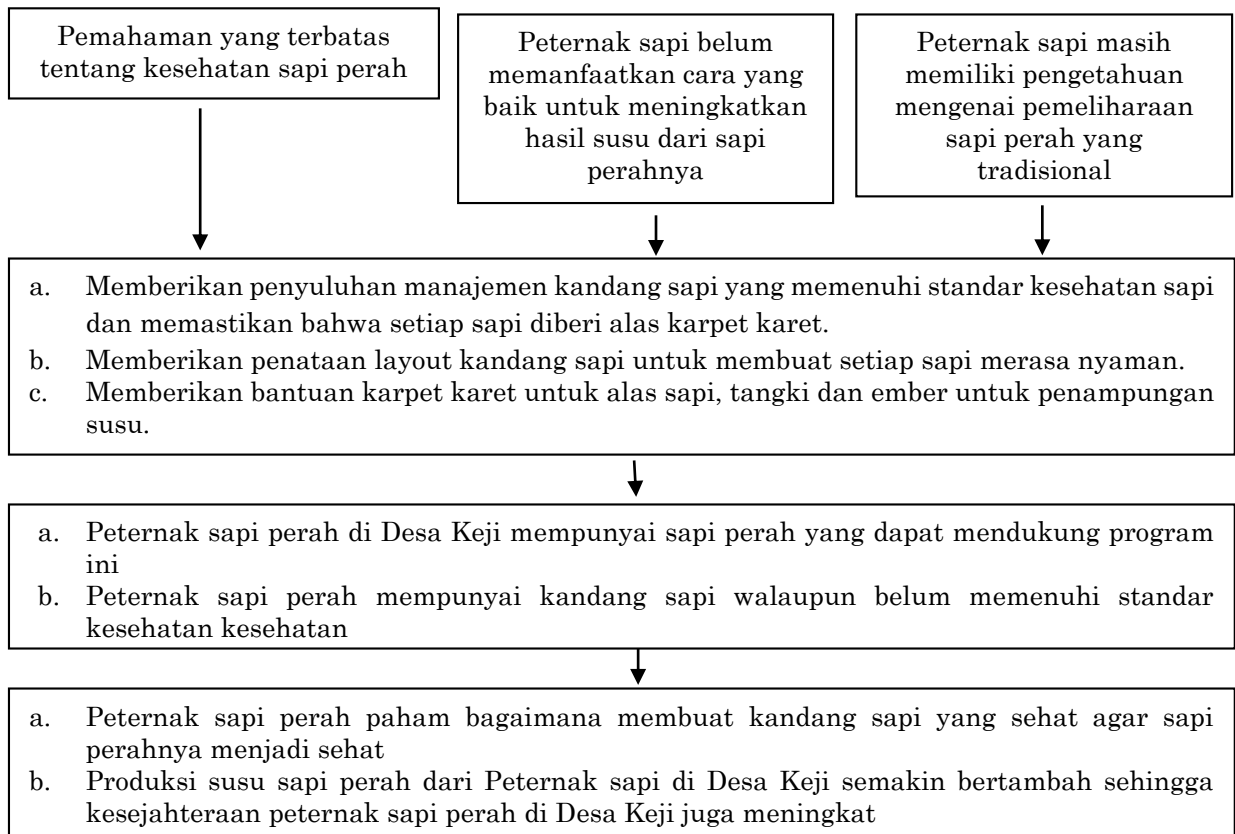 Pemahaman yang terbatas
tentang kesehatan sapi perah
Peternak sapi belum
memanfaatkan cara yang
baik untuk meningkatkan
hasil susu dari sapi
perahnya
Peternak sapi masih
memiliki pengetahuan
mengenai pemeliharaan
sapi perah yang
tradisional
a. Memberikan penyuluhan manajemen kandang sapi yang memenuhi standar kesehatan sapi
dan memastikan bahwa setiap sapi diberi alas karpet karet.
b. Memberikan penataan layout kandang sapi untuk membuat setiap sapi merasa nyaman.
c. Memberikan bantuan karpet karet untuk alas sapi, tangki dan ember untuk penampungan
susu.
a. Peternak sapi perah di Desa Keji mempunyai sapi perah yang dapat mendukung program
ini
b. Peternak sapi perah mempunyai kandang sapi walaupun belum memenuhi standar
kesehatan kesehatan
a. Peternak sapi perah paham bagaimana membuat kandang sapi yang sehat agar sapi
perahnya menjadi sehat
b. Produksi susu sapi perah dari Peternak sapi di Desa Keji semakin bertambah sehingga
kesejahteraan peternak sapi perah di Desa Keji juga meningkat